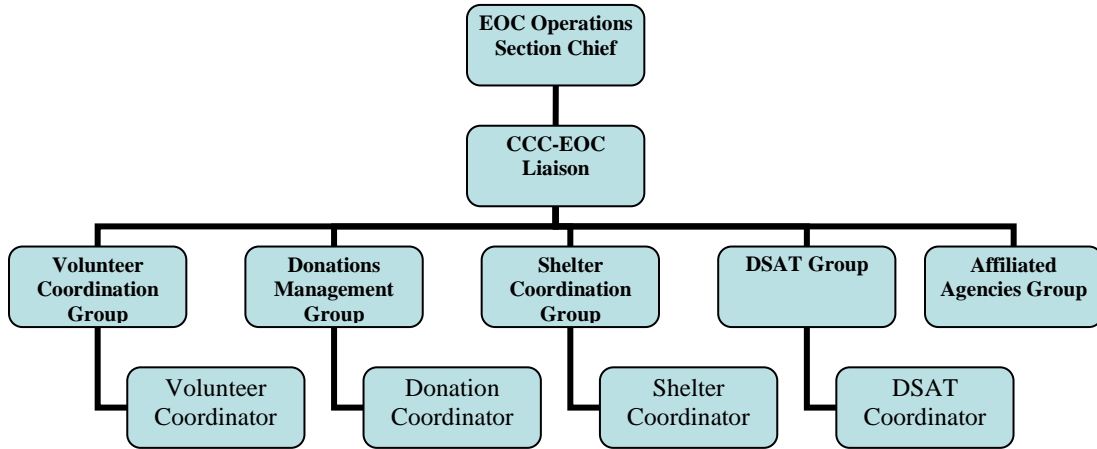 EOC Operations
Section Chief
CCC-EOC
Liaison
Volunteer
Coordination
Group
Donations
Management
Group
Shelter
Coordination
Group
DSAT Group
Affiliated
Agencies Group
Volunteer
Coordinator
Donation
Coordinator
Shelter
Coordinator
DSAT
Coordinator